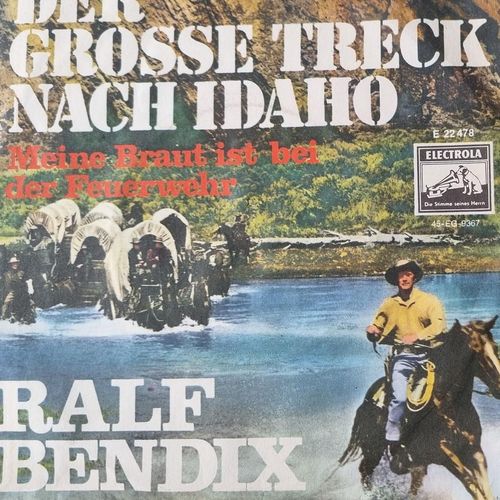 DER
GROSSE TRECK
NACH IDAHO
Meine Braut ist bei
der Feuerwehr
E 22 478
ELECTROLA
Die Stimme seines Herrn
45-EG-9367
RALF
BENDIX